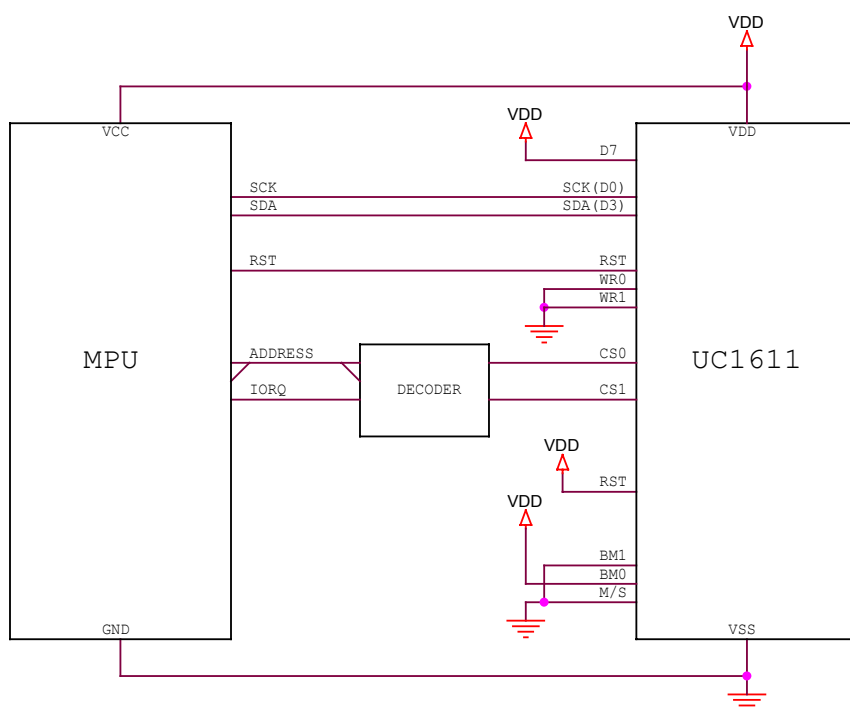 VDD
VCC
VDD
VDD
D7
SCK
SCK(D0)
SDA
SDA(D3)
RST
RST
WR0
WR1
MPU
ADDRESS
CS0
UC1611
IORQ
DECODER
CS1
VDD
RST
VDD
BM1
BM0
M/S
GND
VSS